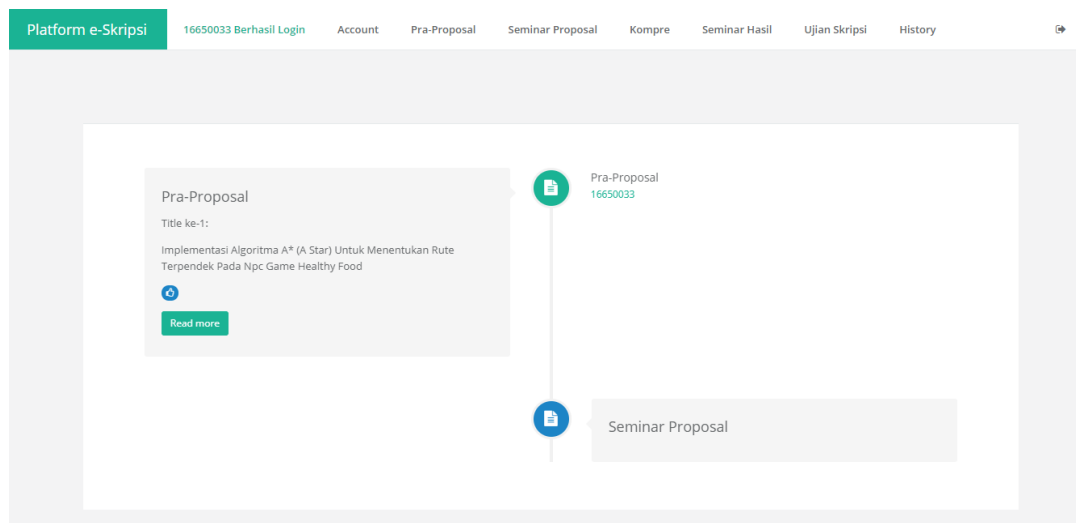 Platform e-Skripsi
16650033 Berhasil Login
Account
Pra-Proposal
Seminar Proposal
Kompre
Seminar Hasil
Ujian Skripsi
History
Pra-Proposal
Title ke-1:
Implementasi Algoritma A* (A Star) Untuk Menentukan Rute
Terpendek Pada Npc Game Healthy Food
Read more
Pra-Proposal
16650033
Seminar Proposal